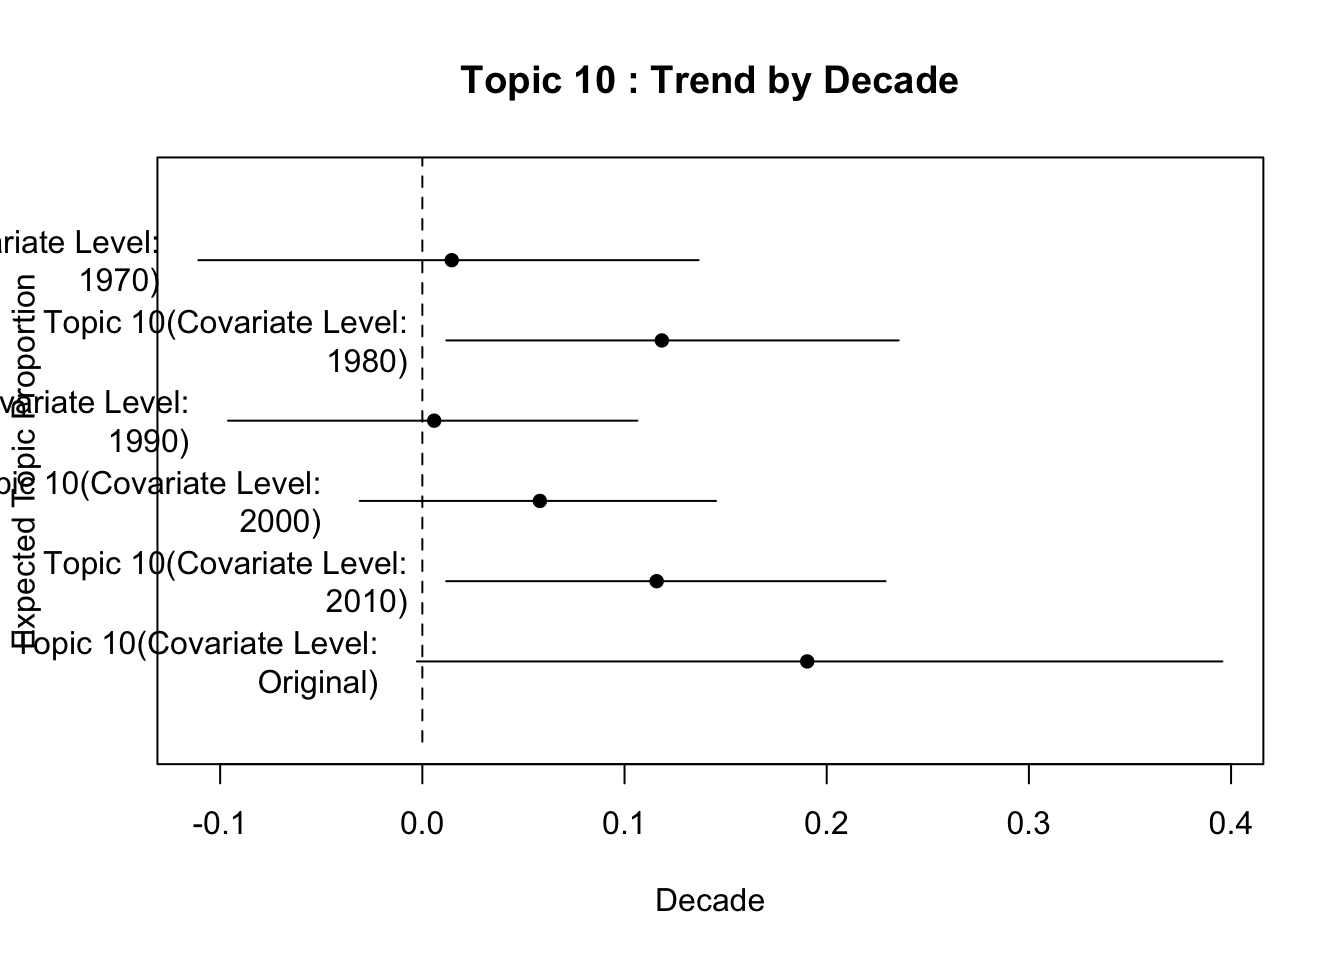 Topic 10 : Trend by Decade
Expected Topic Proportion
ariate Level:
1970)
Topic 10(Covariate Level:
1980)
variate Level:
1990)
pic 10(Covariate Level:
2000)
Topic 10(Covariate Level:
2010)
Topic 10(Covariate Level:
Original)
-0.1 0.0 0.1 0.2 0.3 0.4
Decade